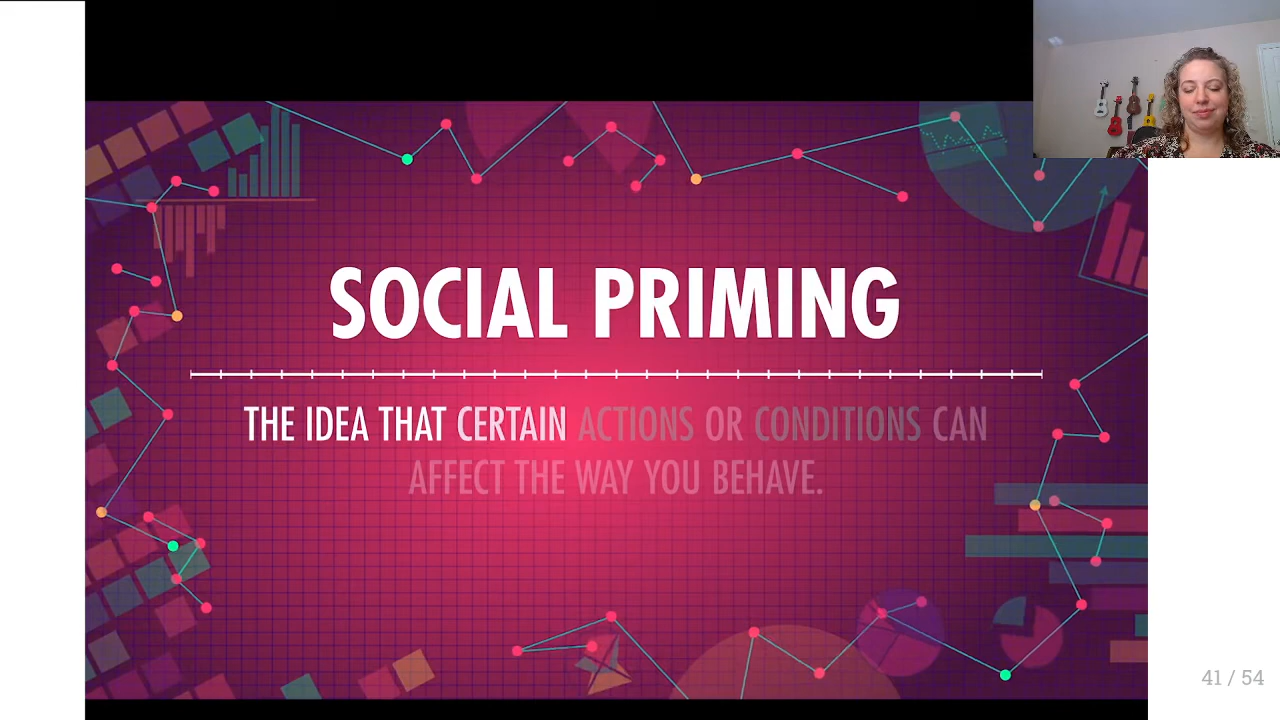 SOCIAL PRIMING
THE IDEA THAT CERTAIN ACTIONS OR CONDITIONS CAN
AFFECT THE WAY YOU BEHAVE.
41 / 54